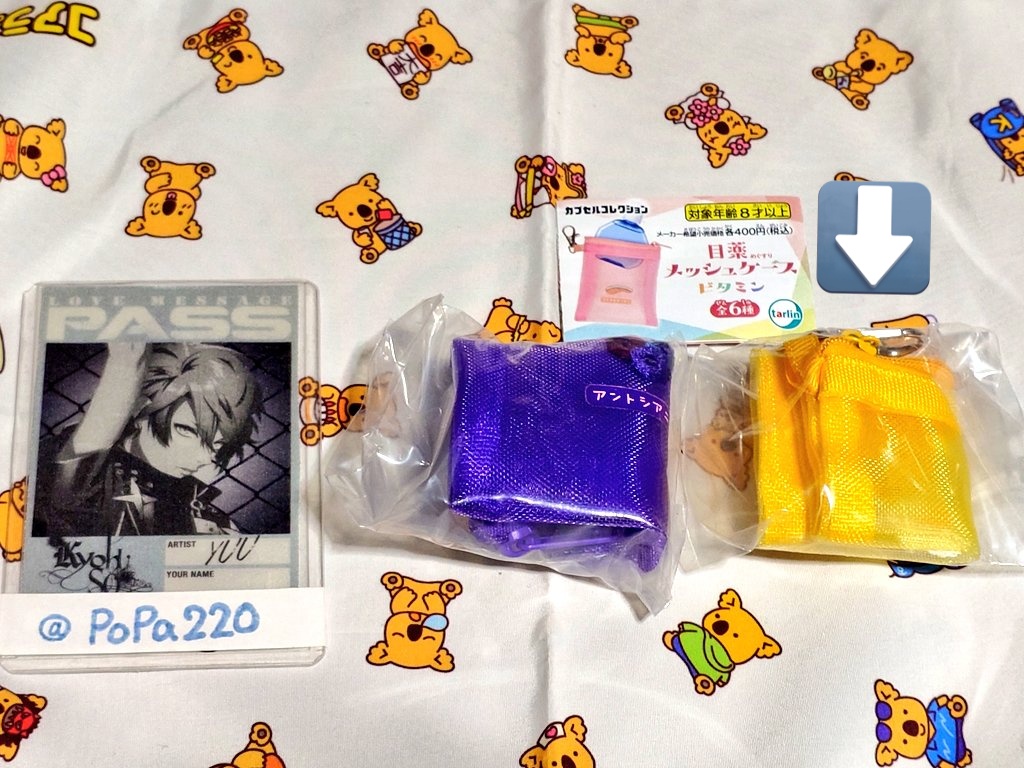 カプセルコレクション
対象年齢8才以上
メーカー希望小売価格 各400円(税込)
目薬
めぐすり
メッシュケース
ビタミン
全6種
tarlin
アントシア
LOVE MESSAGE
PASS
ARTIST YUU
YOUR NAME
@ PoPa220
大吉
K